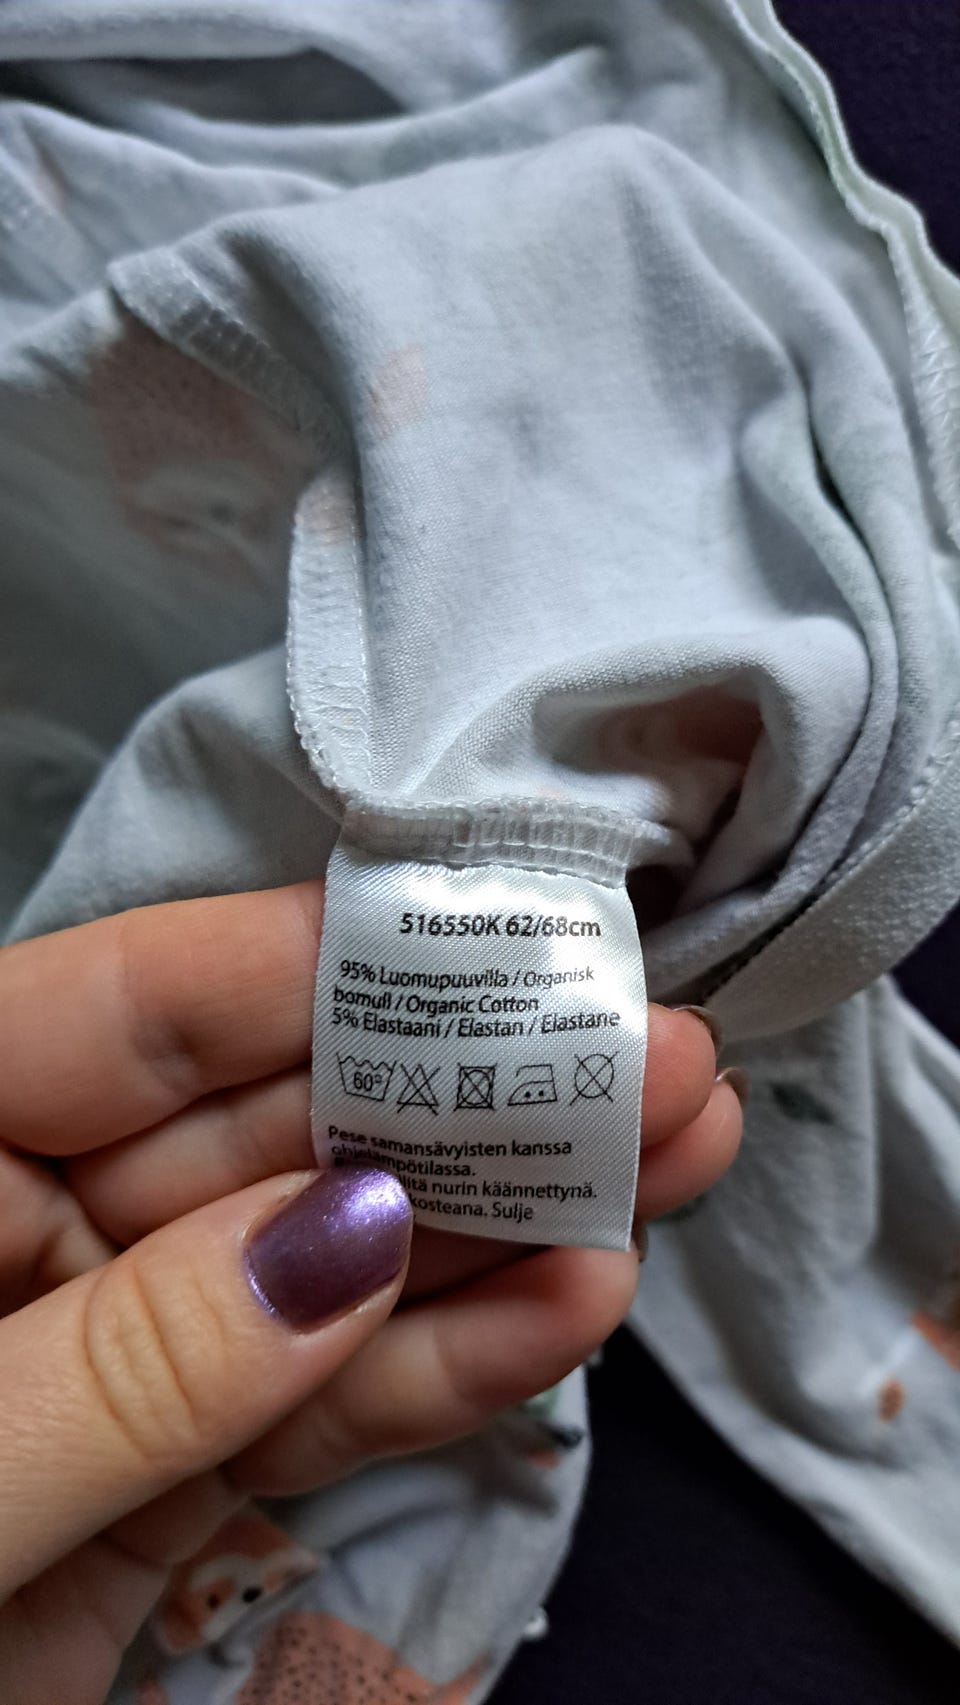 516550K 62/68cm
95% Luomupuuvilla / Organisk
bomull / Organic Cotton
5% Elastaani / Elastan / Elastane
60°
Pese samansävyisten kanssa
ohjelämpötilassa.
nurin käännettynä.
kosteana. Sulje